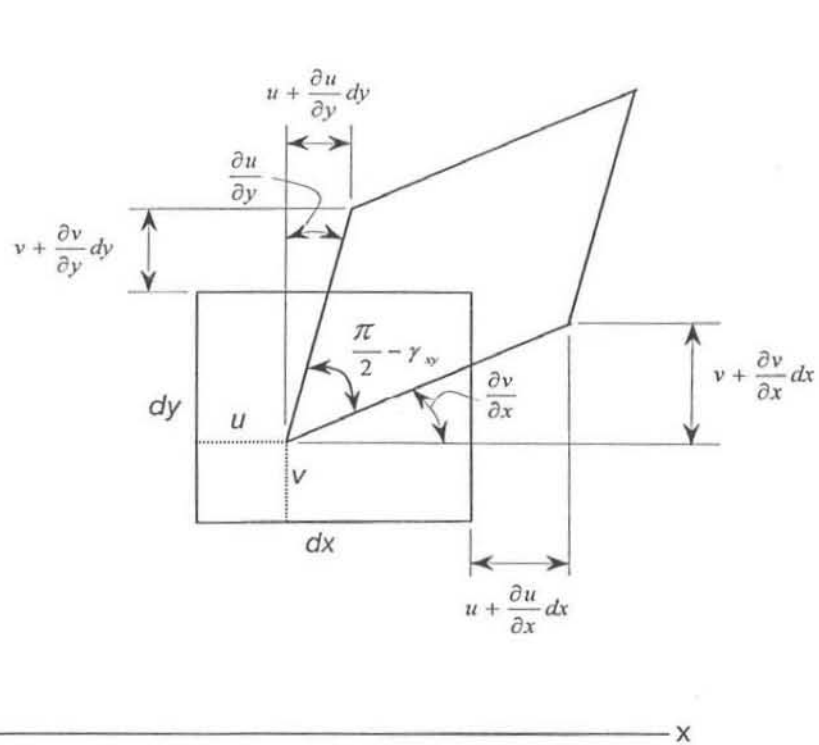 u + ∂u/∂y dy
∂u/∂y
v + ∂v/∂y dy
π/2 − γxy
∂v/∂x
v + ∂v/∂x dx
dy
u
v
dx
u + ∂u/∂x dx
x